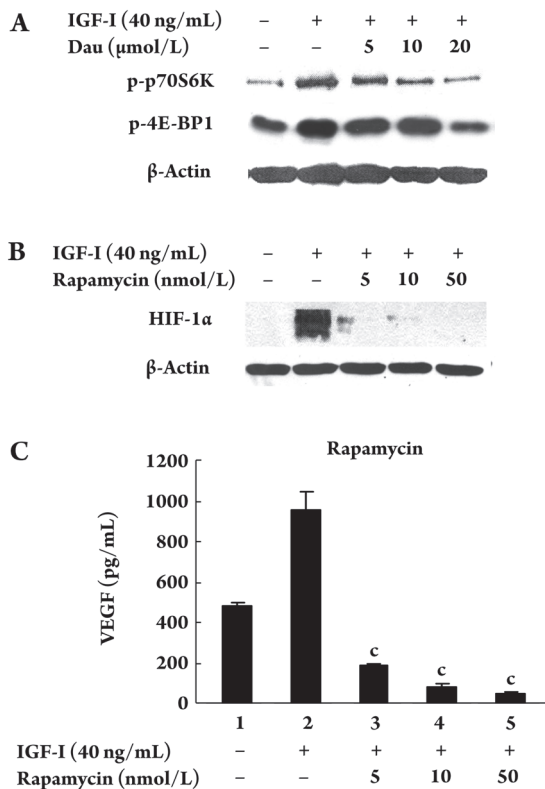 A
IGF-I (40 ng/mL) – + + + +
Dau (μmol/L) – – 5 10 20
p-p70S6K
p-4E-BP1
β-Actin
B
IGF-I (40 ng/mL) – + + + +
Rapamycin (nmol/L) – – 5 10 50
HIF-1α
β-Actin
C
Rapamycin
VEGF (pg/mL)
1200
1000
800
600
400
200
0
c c c
1 2 3 4 5
IGF-I (40 ng/mL) – + + + +
Rapamycin (nmol/L) – – 5 10 50